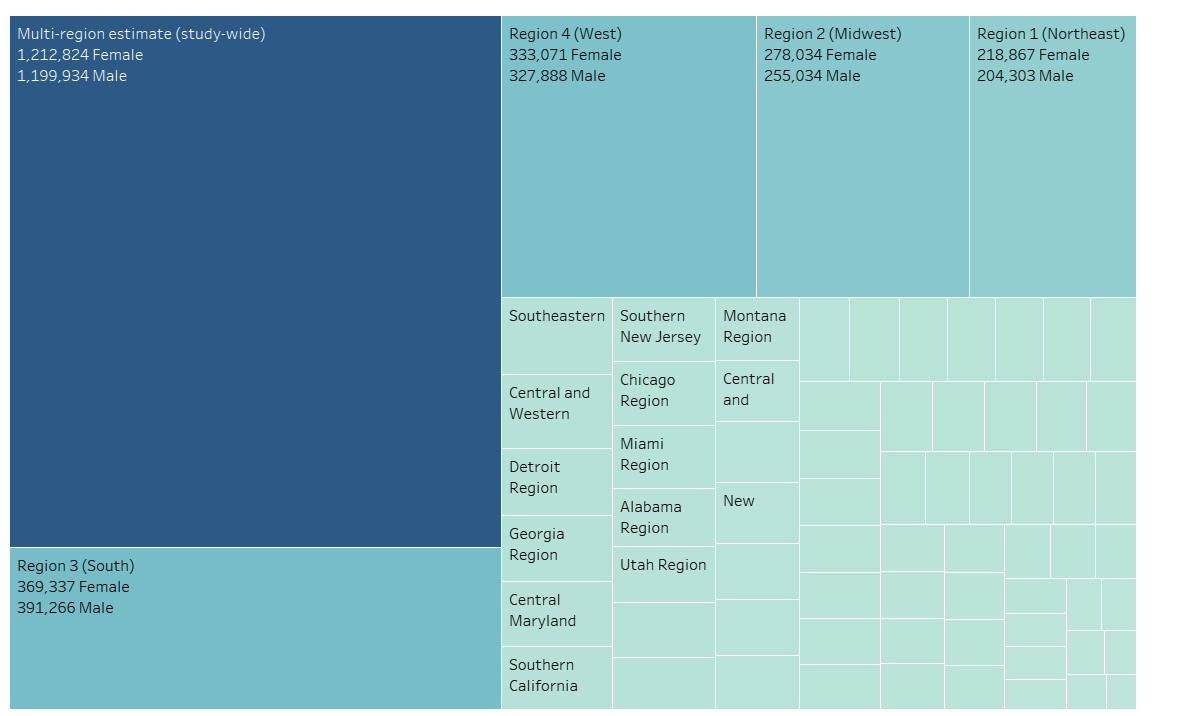 Multi-region estimate (study-wide)
1,212,824 Female
1,199,934 Male
Region 3 (South)
369,337 Female
391,266 Male
Region 4 (West)
333,071 Female
327,888 Male
Region 2 (Midwest)
278,034 Female
255,034 Male
Region 1 (Northeast)
218,867 Female
204,303 Male
Southeastern
Central and
Western
Detroit
Region
Georgia
Region
Central
Maryland
Southern
California
Southern
New Jersey
Chicago
Region
Miami
Region
Alabama
Region
Utah Region
Montana
Region
Central
and
New